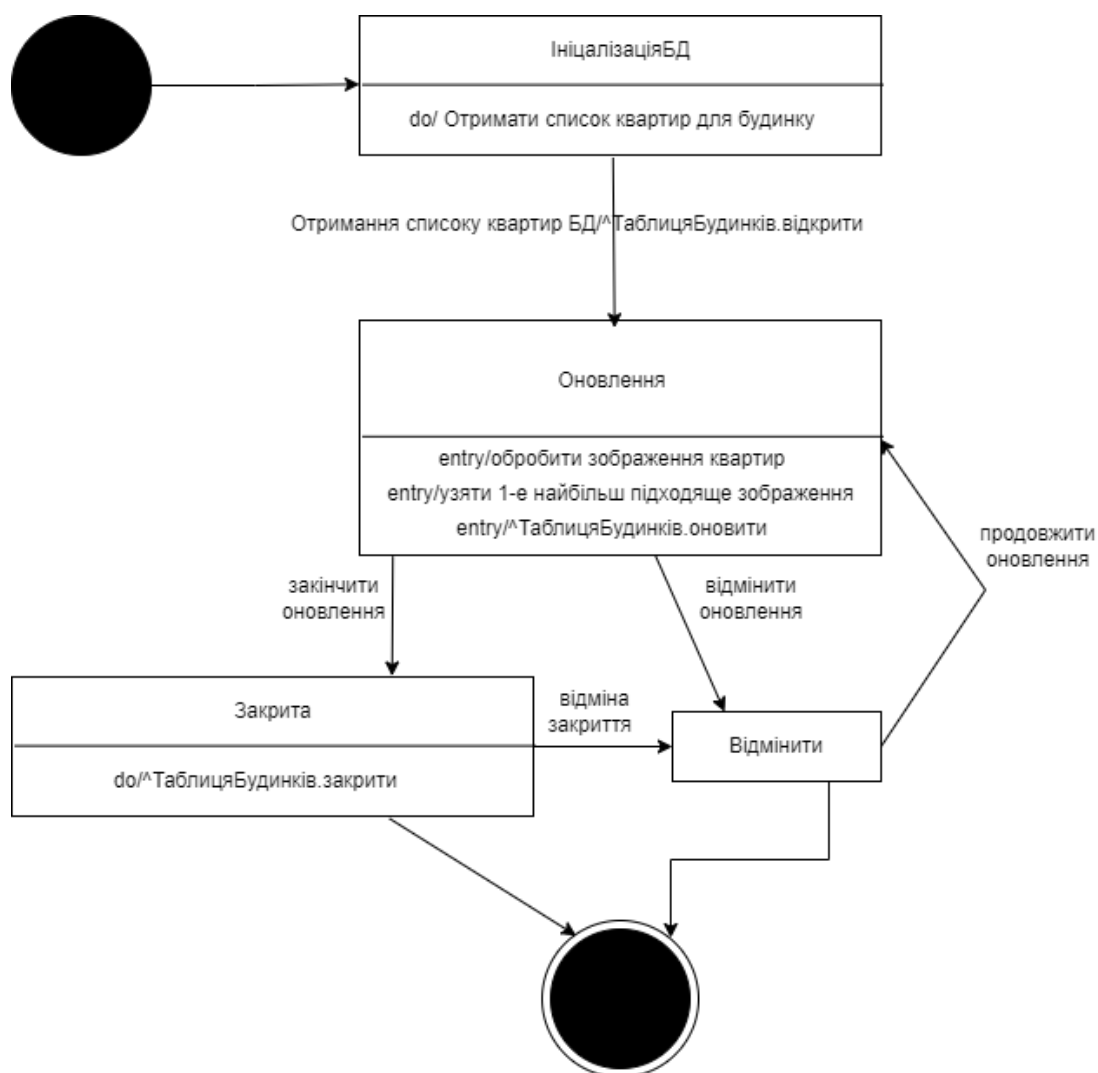 ІніцалізаціяБД
do/ Отримати список квартир для будинку
Отримання списоку квартир БД/^ТаблицяБудинків.відкрити
Оновлення
entry/обробити зображення квартир
entry/узяти 1-е найбільш підходяще зображення
entry/^ТаблицяБудинків.оновити
продовжити
оновлення
закінчити
оновлення
відмінити
оновлення
Закрита
do/^ТаблицяБудинків.закрити
відміна
закриття
Відмінити